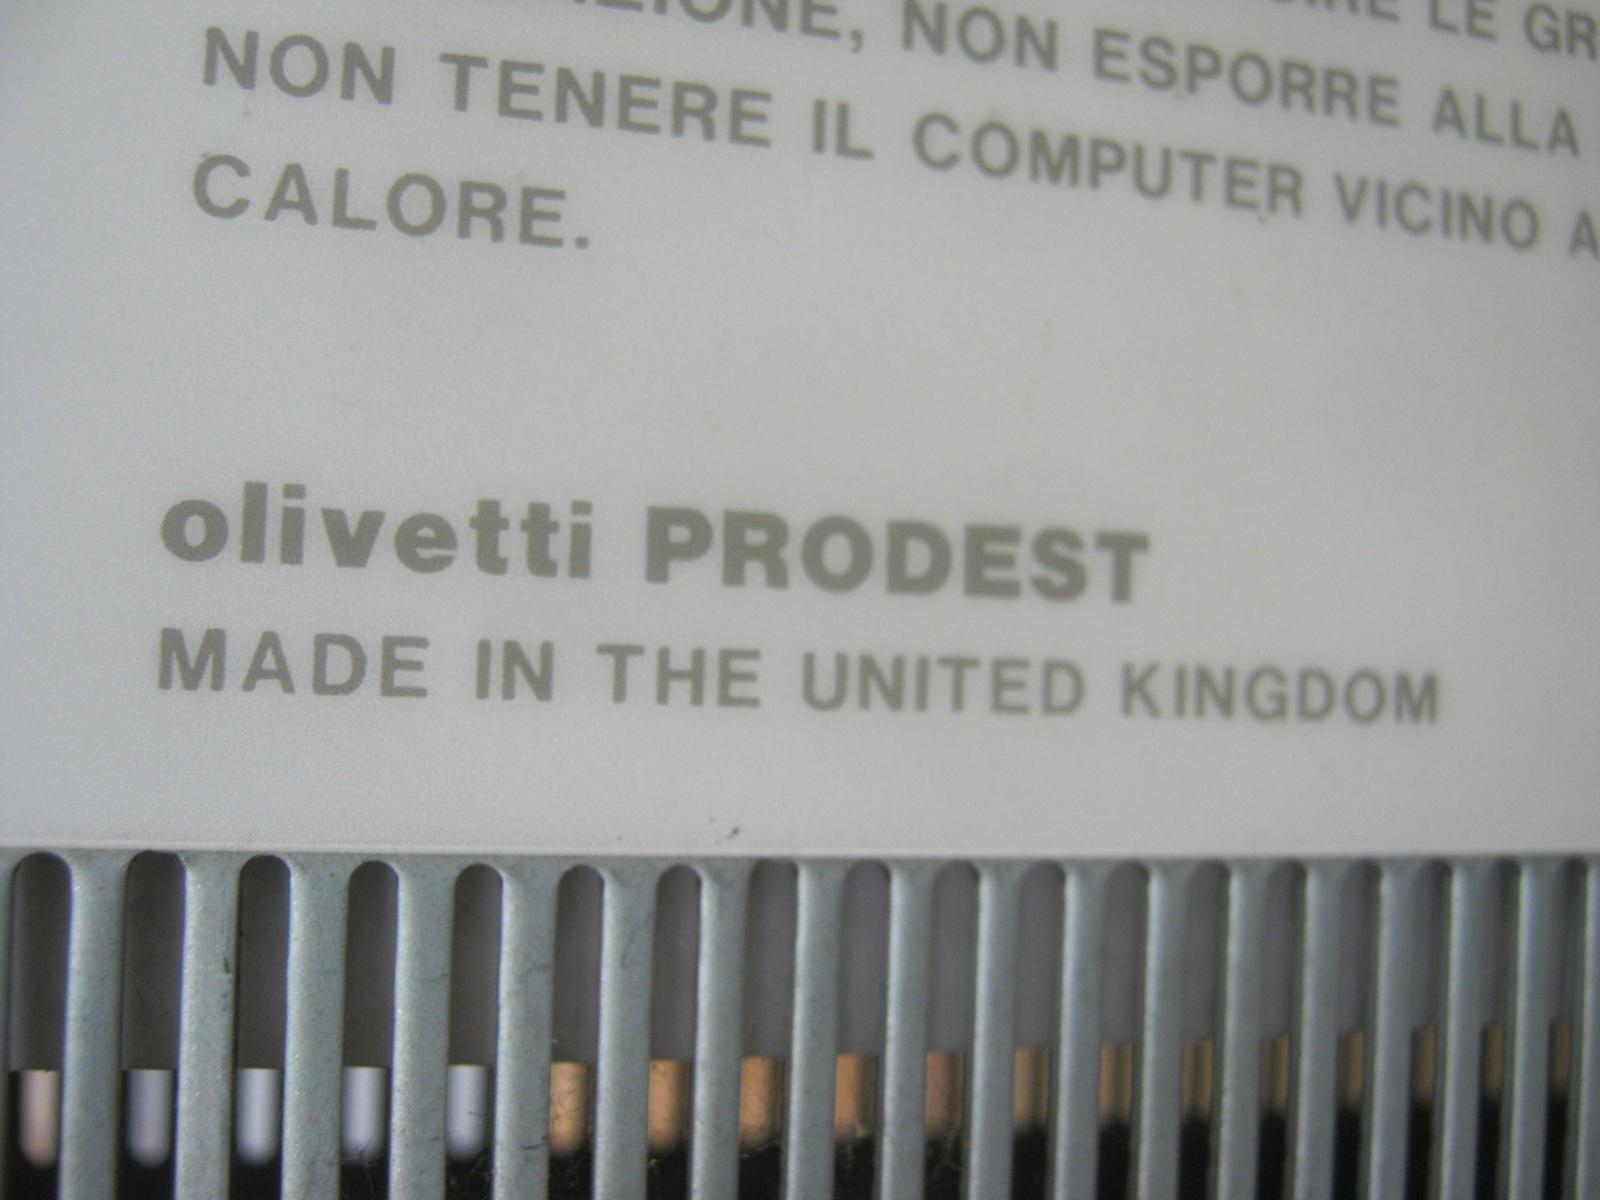 NON ESPORRE ALLA
NON TENERE IL COMPUTER VICINO A
CALORE.
olivetti PRODEST
MADE IN THE UNITED KINGDOM